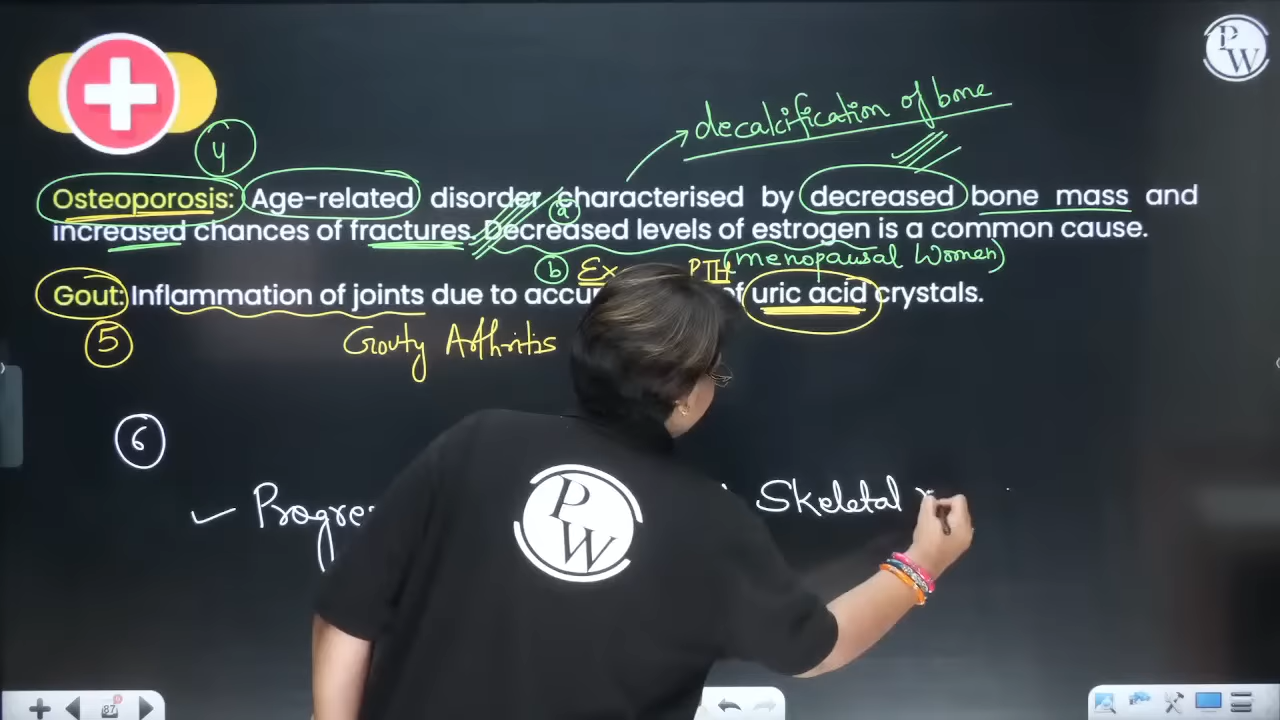 P
W
decalcification of bone
4
Osteoporosis: Age-related disorder characterised by decreased bone mass and
a
increased chances of fractures. Decreased levels of estrogen is a common cause.
(menopausal Women)
b Ex PTH
Gout: Inflammation of joints due to accu of uric acid crystals.
5
Gouty Arthritis
6
✓ Progre Skeletal
P
W
87